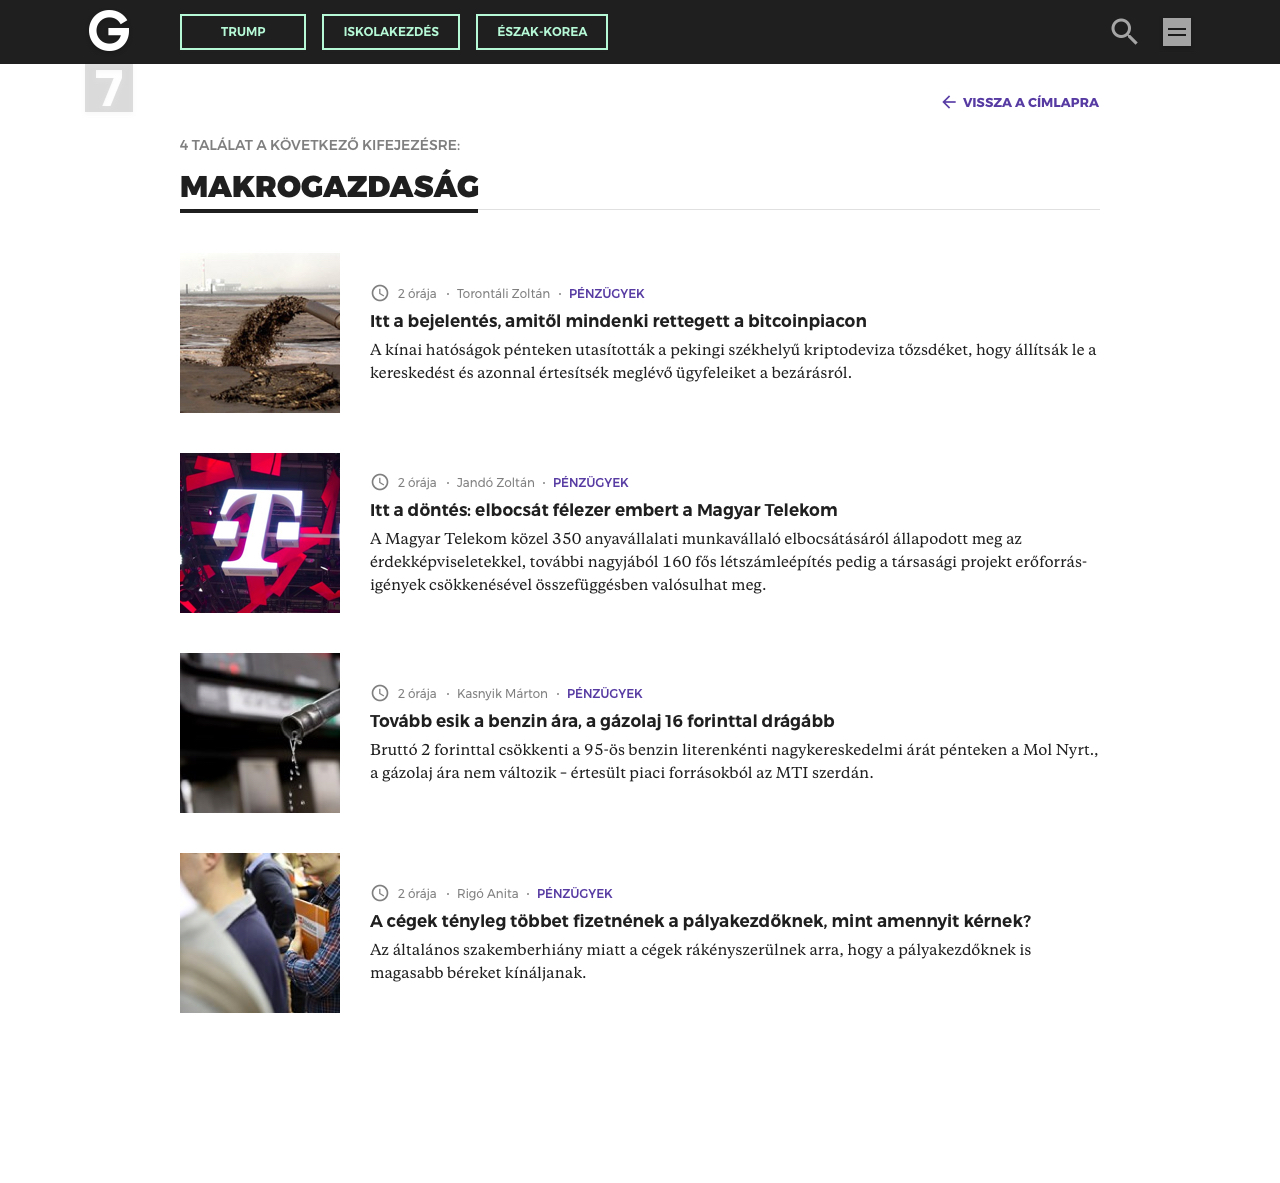 G
TRUMP
ISKOLAKEZDÉS
ÉSZAK-KOREA
7
VISSZA A CÍMLAPRA
4 TALÁLAT A KÖVETKEZŐ KIFEJEZÉSRE:
MAKROGAZDASÁG
2 órája · Torontáli Zoltán · PÉNZÜGYEK
Itt a bejelentés, amitől mindenki rettegett a bitcoinpiacon
A kínai hatóságok pénteken utasították a pekingi székhelyű kriptodeviza tőzsdéket, hogy állítsák le a
kereskedést és azonnal értesítsék meglévő ügyfeleiket a bezárásról.
T
2 órája · Jandó Zoltán · PÉNZÜGYEK
Itt a döntés: elbocsát félezer embert a Magyar Telekom
A Magyar Telekom közel 350 anyavállalati munkavállaló elbocsátásáról állapodott meg az
érdekképviseletekkel, további nagyjából 160 fős létszámleépítés pedig a társasági projekt erőforrás-
igények csökkenésével összefüggésben valósulhat meg.
2 órája · Kasnyik Márton · PÉNZÜGYEK
Tovább esik a benzin ára, a gázolaj 16 forinttal drágább
Bruttó 2 forinttal csökkenti a 95-ös benzin literenkénti nagykereskedelmi árát pénteken a Mol Nyrt.,
a gázolaj ára nem változik – értesült piaci forrásokból az MTI szerdán.
2 órája · Rigó Anita · PÉNZÜGYEK
A cégek tényleg többet fizetnének a pályakezdőknek, mint amennyit kérnek?
Az általános szakemberhiány miatt a cégek rákényszerülnek arra, hogy a pályakezdőknek is
magasabb béreket kínáljanak.